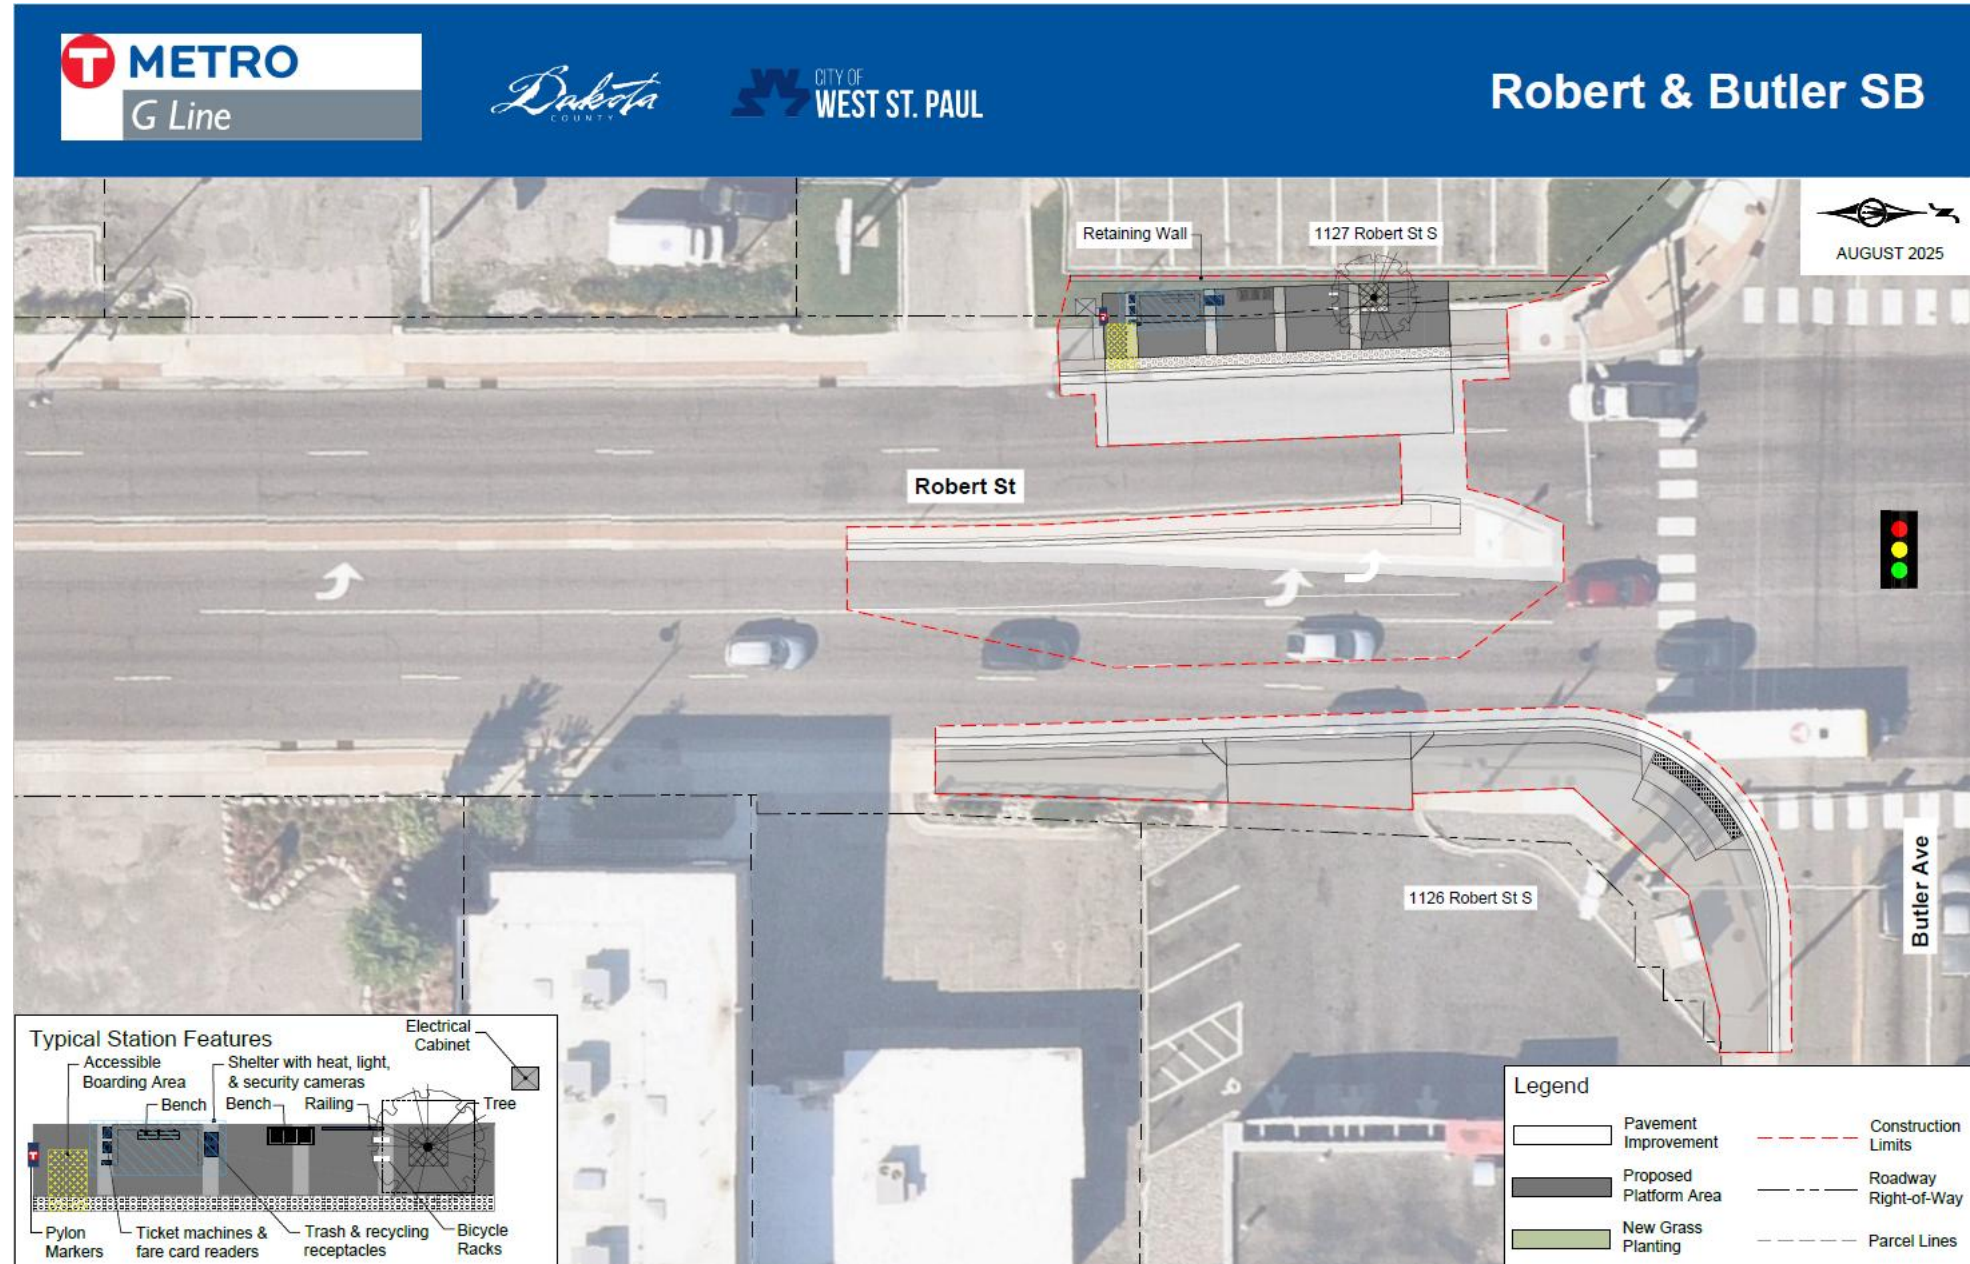 T METRO
G Line
Dakota
COUNTY
CITY OF
WEST ST. PAUL
Robert & Butler SB
AUGUST 2025
Retaining Wall
1127 Robert St S
Robert St
1126 Robert St S
Butler Ave
Typical Station Features
Electrical
Cabinet
Accessible
Boarding Area
Shelter with heat, light,
& security cameras
Bench
Bench
Railing
Tree
T
Pylon
Markers
Ticket machines &
fare card readers
Trash & recycling
receptacles
Bicycle
Racks
Legend
Pavement
Improvement
Construction
Limits
Proposed
Platform Area
Roadway
Right-of-Way
New Grass
Planting
Parcel Lines